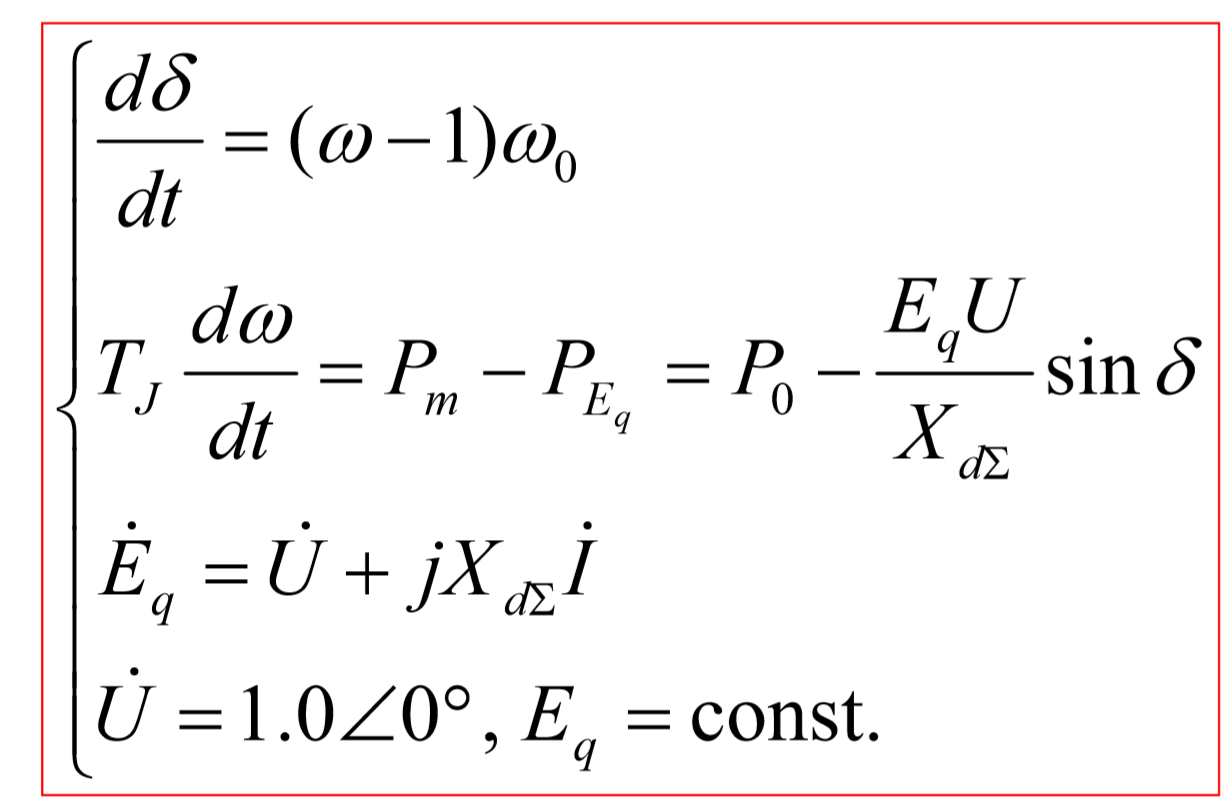 dδ/dt = (ω − 1)ω₀
T_J dω/dt = P_m − P_{E_q} = P₀ − (E_q U / X_{dΣ}) sin δ
Ė_q = U̇ + jX_{dΣ} İ
U̇ = 1.0∠0°, E_q = const.